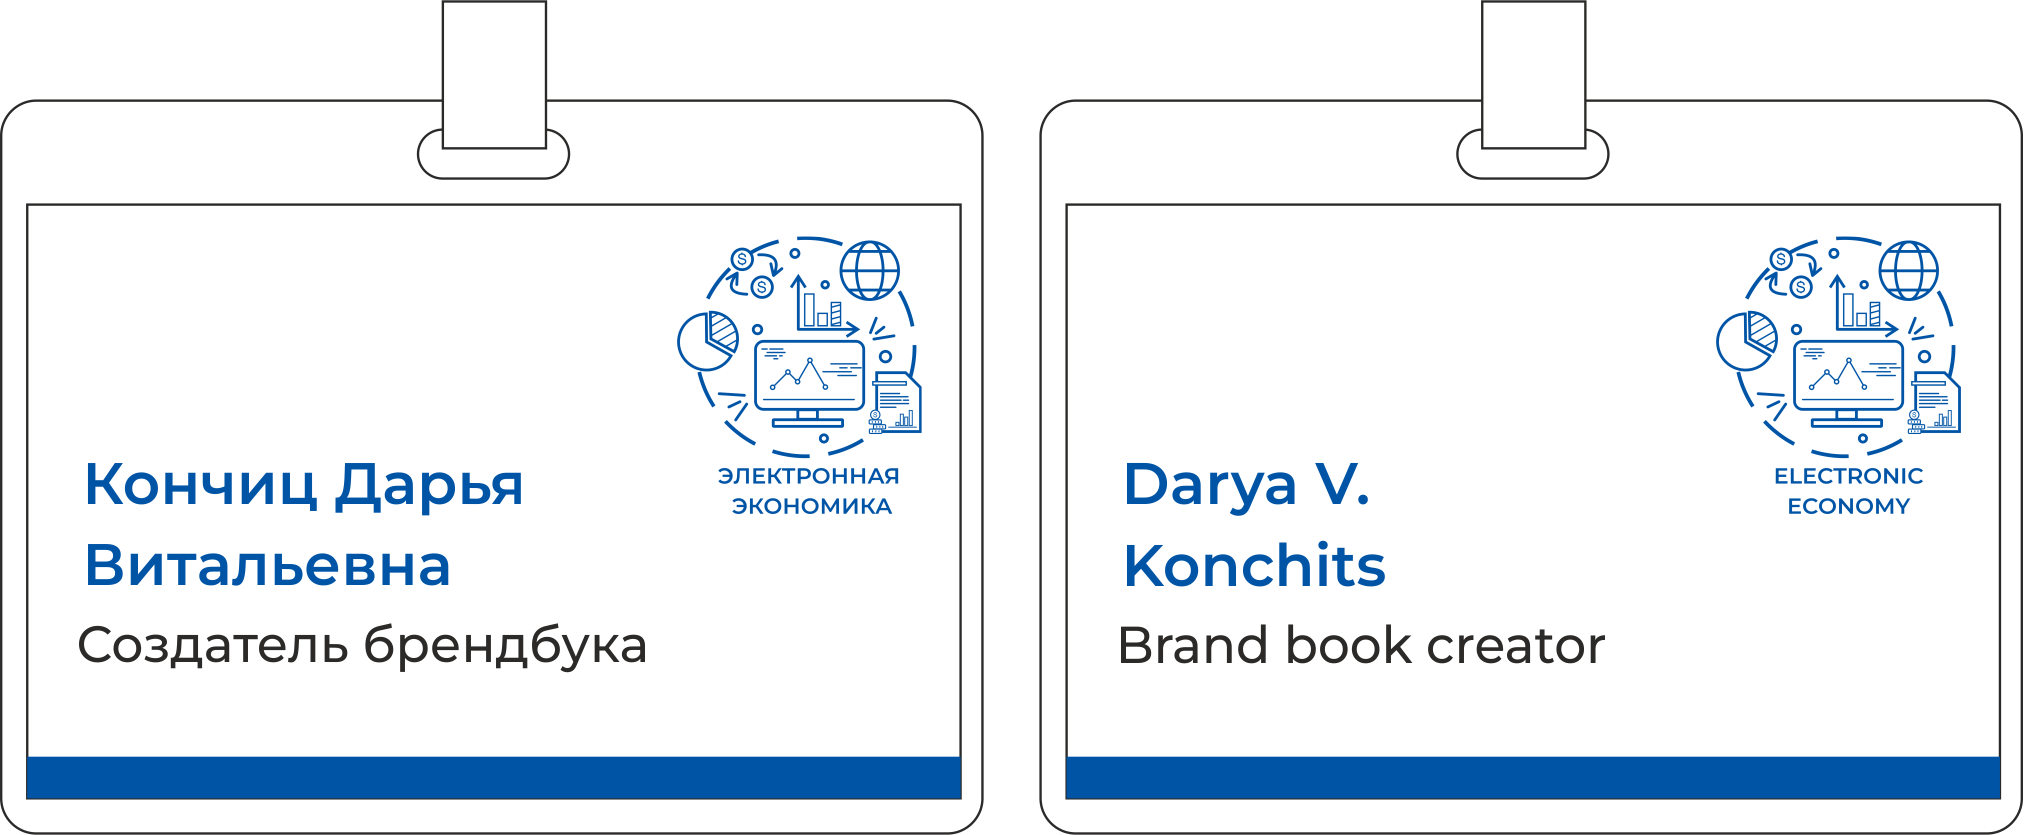 ЭЛЕКТРОННАЯ
ЭКОНОМИКА
Кончиц Дарья
Витальевна
Создатель брендбука
ELECTRONIC
ECONOMY
Darya V.
Konchits
Brand book creator